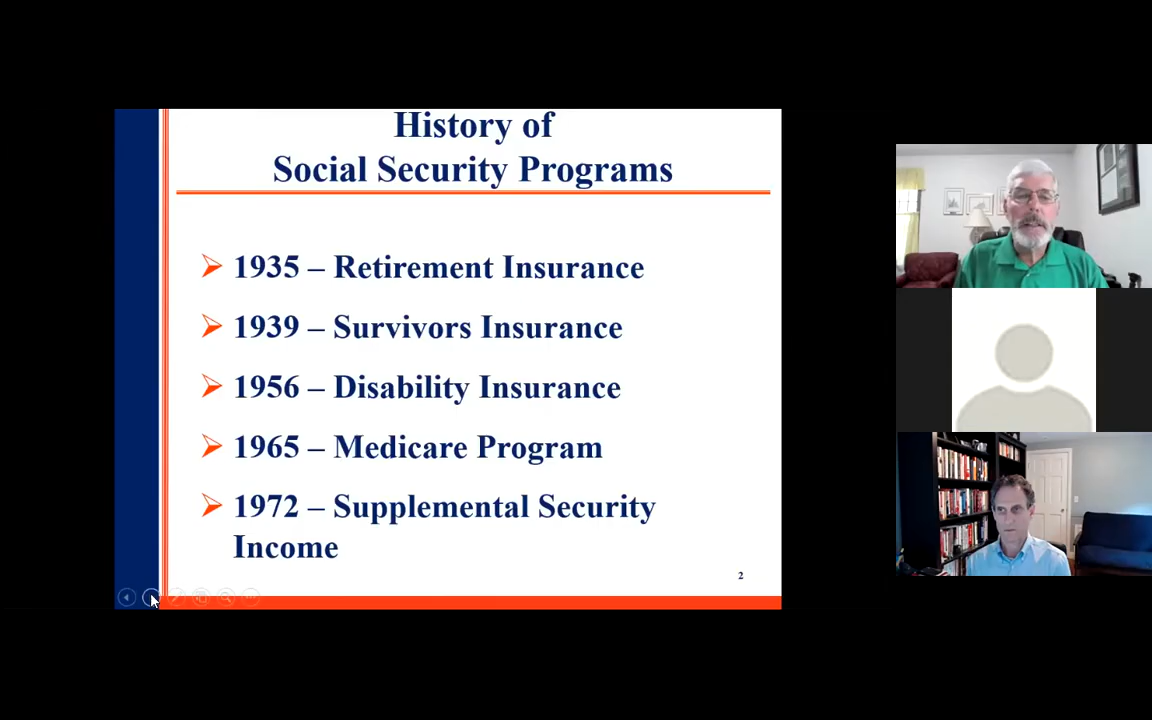 History of
Social Security Programs
1935 – Retirement Insurance
1939 – Survivors Insurance
1956 – Disability Insurance
1965 – Medicare Program
1972 – Supplemental Security
Income
2